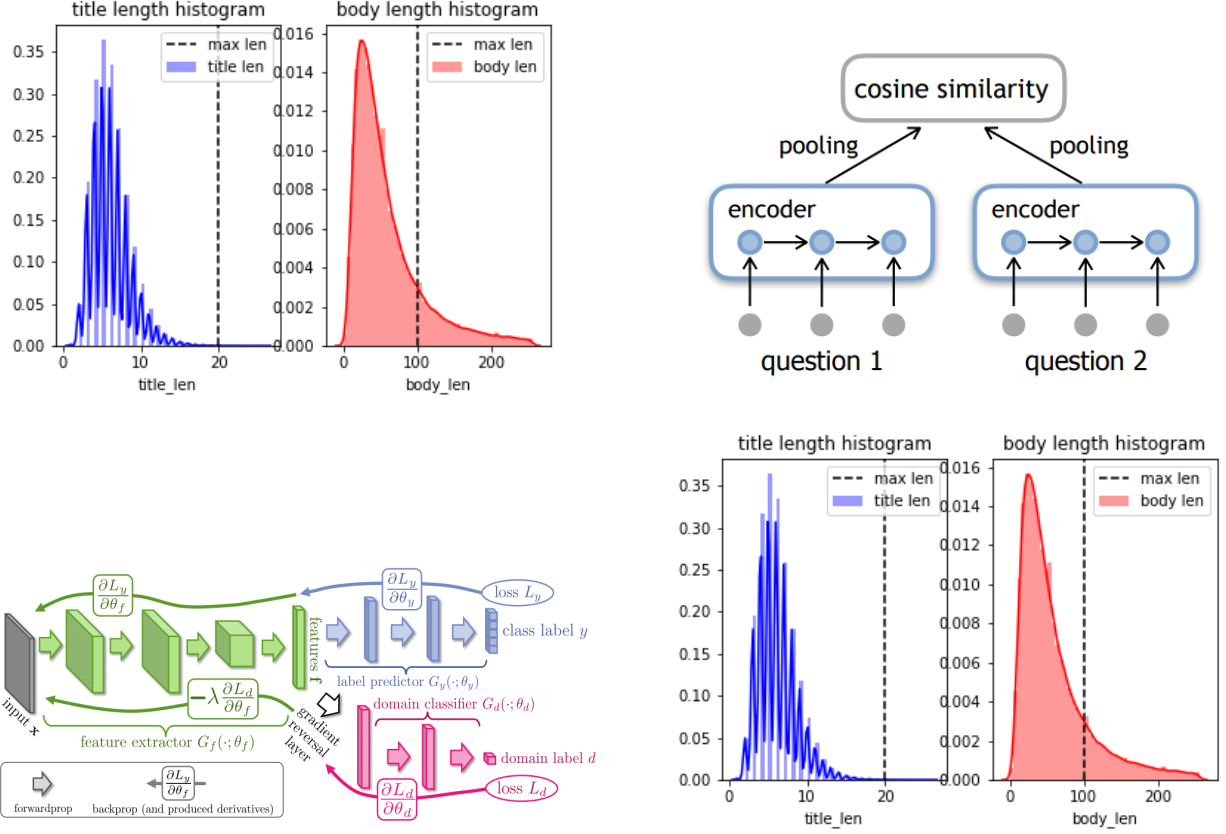 title length histogram
max len
title len
0.35
0.30
0.25
0.20
0.15
0.10
0.05
0.00
0
10
20
title_len
body length histogram
max len
body len
0.016
0.014
0.012
0.010
0.008
0.006
0.004
0.002
0.000
0
100
200
body_len
cosine similarity
pooling
pooling
encoder
encoder
question 1
question 2
∂L_y
∂θ_f
∂L_y
∂θ_y
loss L_y
features f
class label y
label predictor G_y(·;θ_y)
−λ ∂L_d
∂θ_f
input x
feature extractor G_f(·;θ_f)
gradient
reversal
layer
domain classifier G_d(·;θ_d)
domain label d
∂L_d
∂θ_d
loss L_d
forwardprop
∂L_y
∂θ_f
backprop (and produced derivatives)
title length histogram
max len
title len
0.35
0.30
0.25
0.20
0.15
0.10
0.05
0.00
0
10
20
title_len
body length histogram
max len
body len
0.016
0.014
0.012
0.010
0.008
0.006
0.004
0.002
0.000
0
100
200
body_len